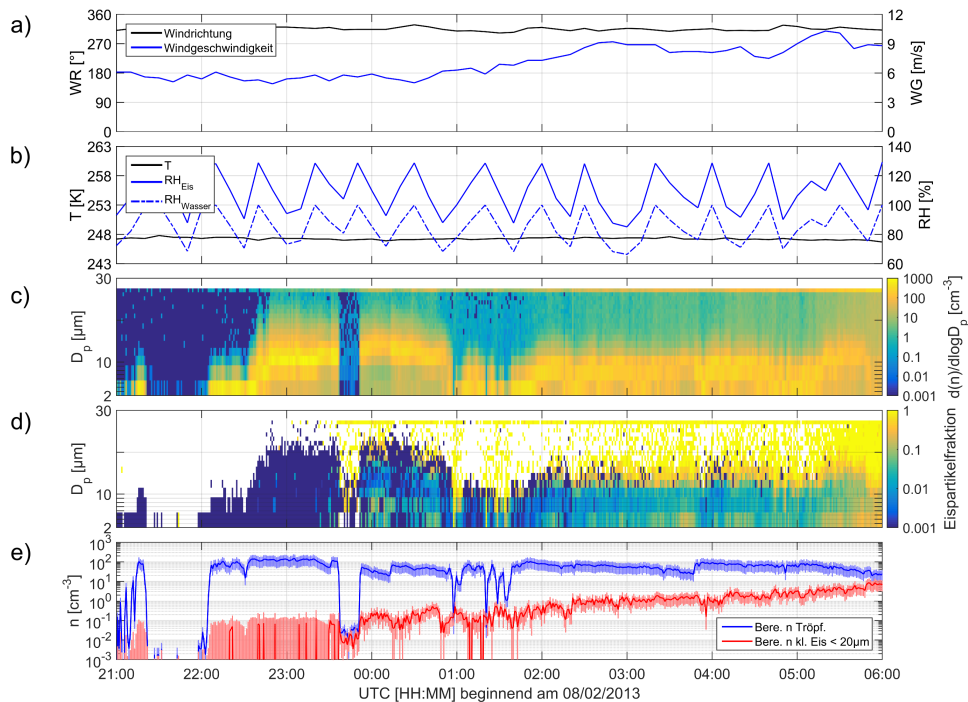 a)
360
270
180
90
0
WR [°]
Windrichtung
Windgeschwindigkeit
12
9
6
3
0
WG [m/s]
b)
263
258
253
248
243
T [K]
T
RH_Eis
RH_Wasser
140
120
100
80
60
RH [%]
c)
30
10
2
D_p [µm]
1000
100
10
0.1
0.01
0.001
d(n)/dlogD_p [cm^-3]
d)
30
10
2
D_p [µm]
1
0.1
0.01
0.001
Eispartikelfraktion
e)
10^3
10^2
10^1
10^0
10^-1
10^-2
10^-3
n [cm^-3]
Bere. n Tröpf.
Bere. n kl. Eis < 20µm
21:00 22:00 23:00 00:00 01:00 02:00 03:00 04:00 05:00 06:00
UTC [HH:MM] beginnend am 08/02/2013